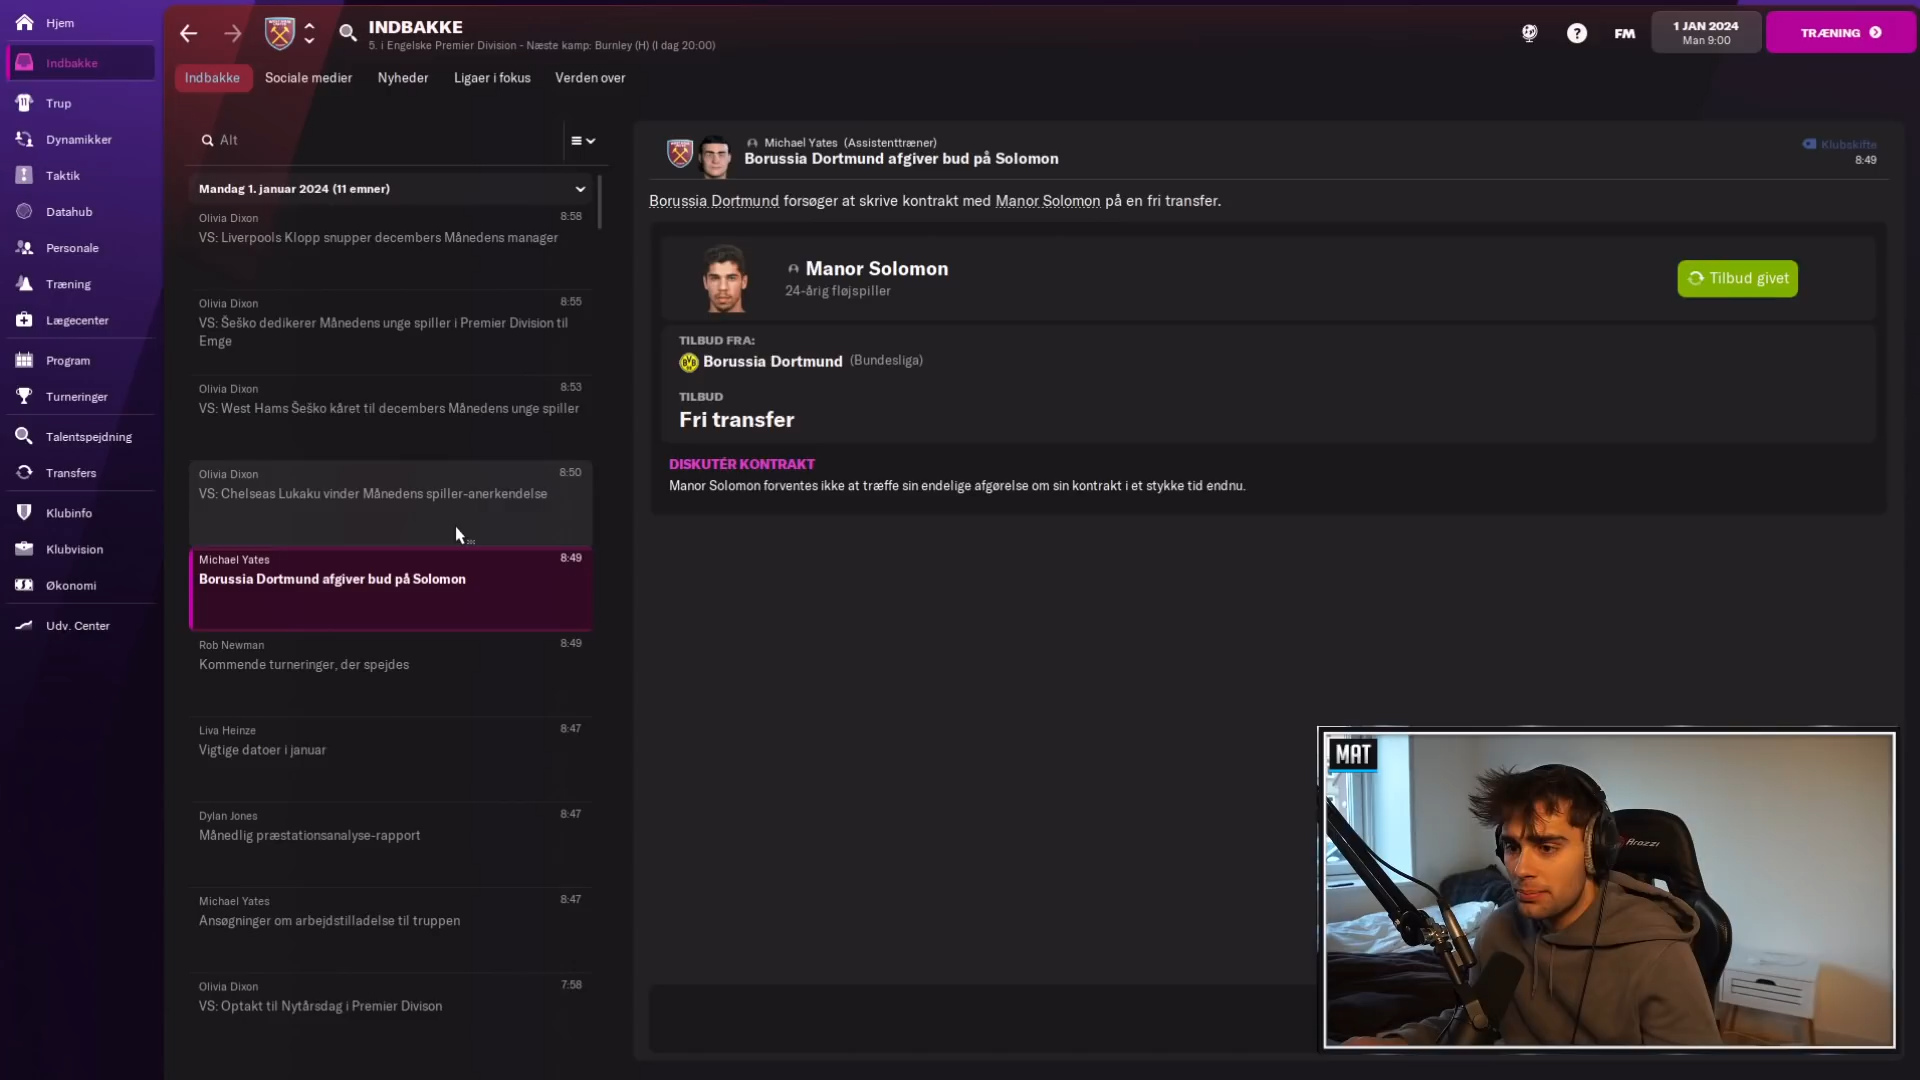 Hjem
Indbakke
Trup
Dynamikker
Taktik
Datahub
Personale
Træning
Lægecenter
Program
Turneringer
Talentspejdning
Transfers
Klubinfo
Klubvision
Økonomi
Udv. Center
INDBAKKE
5. i Engelske Premier Division - Næste kamp: Burnley (H) (I dag 20:00)
FM
1 JAN 2024
Man 9:00
TRÆNING
Indbakke
Sociale medier
Nyheder
Ligaer i fokus
Verden over
Alt
Mandag 1. januar 2024 (11 emner)
Olivia Dixon 8:58
VS: Liverpools Klopp snupper decembers Månedens manager
Olivia Dixon 8:55
VS: Šeško dedikerer Månedens unge spiller i Premier Division til
Emge
Olivia Dixon 8:53
VS: West Hams Šeško kåret til decembers Månedens unge spiller
Olivia Dixon 8:50
VS: Chelseas Lukaku vinder Månedens spiller-anerkendelse
Michael Yates 8:49
Borussia Dortmund afgiver bud på Solomon
Rob Newman 8:49
Kommende turneringer, der spejdes
Liva Heinze 8:47
Vigtige datoer i januar
Dylan Jones 8:47
Månedlig præstationsanalyse-rapport
Michael Yates 8:47
Ansøgninger om arbejdstilladelse til truppen
Olivia Dixon 7:58
VS: Optakt til Nytårsdag i Premier Divison
Michael Yates (Assistenttræner)
Borussia Dortmund afgiver bud på Solomon
Klubskifte
8:49
Borussia Dortmund forsøger at skrive kontrakt med Manor Solomon på en fri transfer.
Manor Solomon
24-årig fløjspiller
Tilbud givet
TILBUD FRA:
Borussia Dortmund (Bundesliga)
TILBUD
Fri transfer
DISKUTÉR KONTRAKT
Manor Solomon forventes ikke at træffe sin endelige afgørelse om sin kontrakt i et stykke tid endnu.
MAT
Arozzi